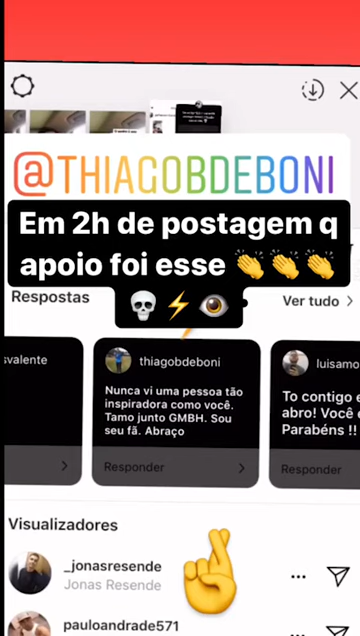 @THIAGOBDEBONI
Em 2h de postagem q
apoio foi esse 👏👏👏
💀⚡👁️
Respostas
Ver tudo
svalente
thiagobdeboni
Nunca vi uma pessoa tão
inspiradora como você.
Tamo junto GMBH. Sou
seu fã. Abraço
Responder
luisamo
To contigo e
abro! Você
Parabéns !!
Responder
Visualizadores
_jonasresende
Jonas Resende
pauloandrade571